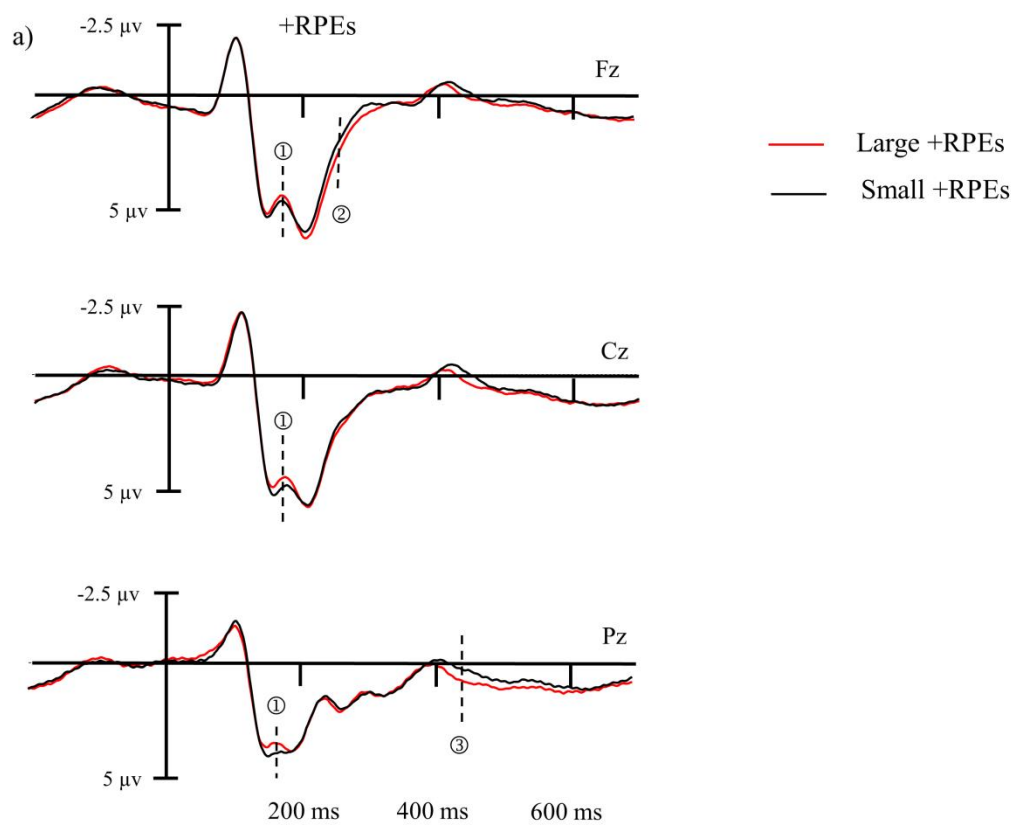 a)
-2.5 µv
+RPEs
Fz
①
②
5 µv
Large +RPEs
Small +RPEs
-2.5 µv
Cz
①
5 µv
-2.5 µv
Pz
①
③
5 µv
200 ms 400 ms 600 ms